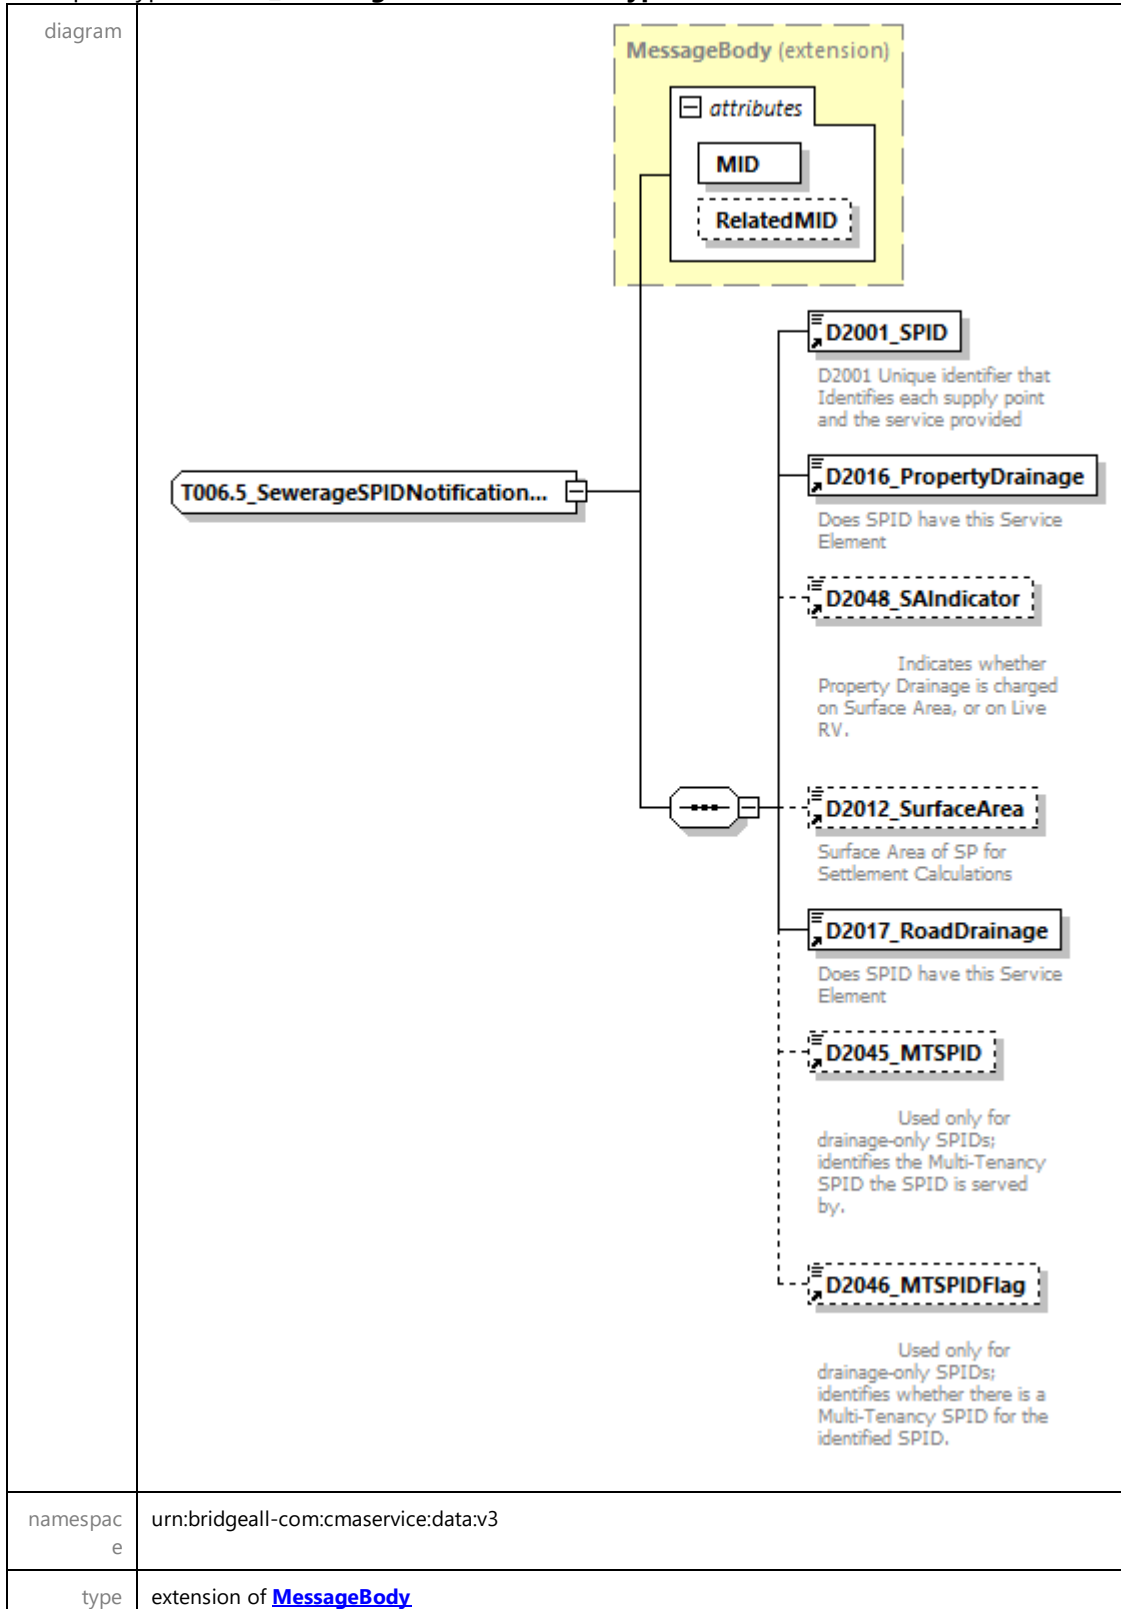 diagram
MessageBody (extension)
attributes
MID
RelatedMID
D2001_SPID
D2001 Unique identifier that
Identifies each supply point
and the service provided
T006.5_SewerageSPIDNotification...
D2016_PropertyDrainage
Does SPID have this Service
Element
D2048_SAIndicator
Indicates whether
Property Drainage is charged
on Surface Area, or on Live
RV.
D2012_SurfaceArea
Surface Area of SP for
Settlement Calculations
D2017_RoadDrainage
Does SPID have this Service
Element
D2045_MTSPID
Used only for
drainage-only SPIDs;
identifies the Multi-Tenancy
SPID the SPID is served
by.
D2046_MTSPIDFlag
Used only for
drainage-only SPIDs;
identifies whether there is a
Multi-Tenancy SPID for the
identified SPID.
namespac
e
urn:bridgeall-com:cmaservice:data:v3
type
extension of MessageBody